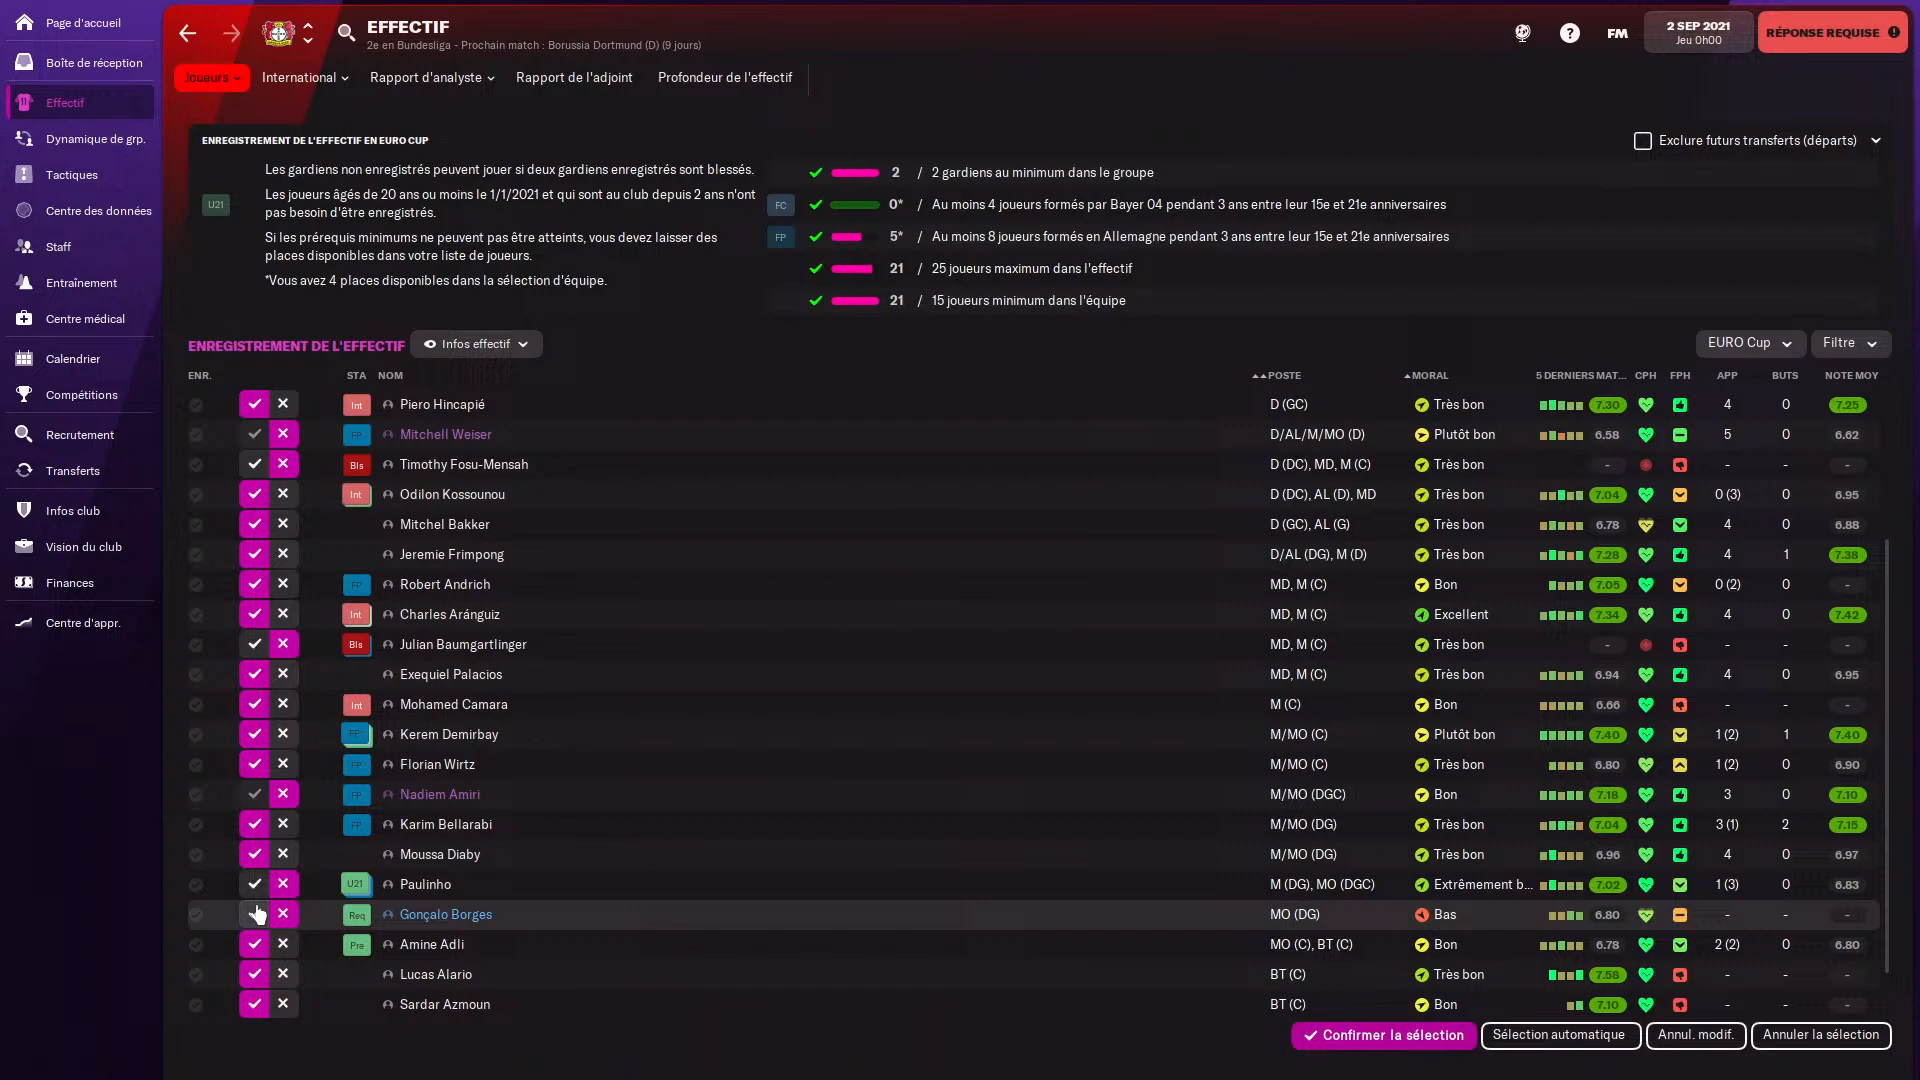 Page d'accueil
Boîte de réception
Effectif
Dynamique de grp.
Tactiques
Centre des données
Staff
Entraînement
Centre médical
Calendrier
Compétitions
Recrutement
Transferts
Infos club
Vision du club
Finances
Centre d'appr.
EFFECTIF
2e en Bundesliga - Prochain match : Borussia Dortmund (D) (9 jours)
FM
2 SEP 2021
Jeu 0h00
RÉPONSE REQUISE
Joueurs International Rapport d'analyste Rapport de l'adjoint Profondeur de l'effectif
ENREGISTREMENT DE L'EFFECTIF EN EURO CUP
Exclure futurs transferts (départs)
Les gardiens non enregistrés peuvent jouer si deux gardiens enregistrés sont blessés.
U21 Les joueurs âgés de 20 ans ou moins le 1/1/2021 et qui sont au club depuis 2 ans n'ont
pas besoin d'être enregistrés.
Si les prérequis minimums ne peuvent pas être atteints, vous devez laisser des
places disponibles dans votre liste de joueurs.
*Vous avez 4 places disponibles dans la sélection d'équipe.
2 / 2 gardiens au minimum dans le groupe
FC 0* / Au moins 4 joueurs formés par Bayer 04 pendant 3 ans entre leur 15e et 21e anniversaires
FP 5* / Au moins 8 joueurs formés en Allemagne pendant 3 ans entre leur 15e et 21e anniversaires
21 / 25 joueurs maximum dans l'effectif
21 / 15 joueurs minimum dans l'équipe
ENREGISTREMENT DE L'EFFECTIF Infos effectif EURO Cup Filtre
ENR. STA NOM POSTE MORAL 5 DERNIERS MAT... CPH FPH APP BUTS NOTE MOY
Int Piero Hincapié D (GC) Très bon 7.30 4 0 7.25
FP Mitchell Weiser D/AL/M/MO (D) Plutôt bon 6.58 5 0 6.62
Bls Timothy Fosu-Mensah D (DC), MD, M (C) Très bon - - - -
Int Odilon Kossounou D (DC), AL (D), MD Très bon 7.04 0 (3) 0 6.95
Mitchel Bakker D (GC), AL (G) Très bon 6.78 4 0 6.88
Jeremie Frimpong D/AL (DG), M (D) Très bon 7.28 4 1 7.38
FP Robert Andrich MD, M (C) Bon 7.05 0 (2) 0 -
Int Charles Aránguiz MD, M (C) Excellent 7.34 4 0 7.42
Bls Julian Baumgartlinger MD, M (C) Très bon - - - -
Exequiel Palacios MD, M (C) Très bon 6.94 4 0 6.95
Int Mohamed Camara M (C) Bon 6.66 - - -
FP Kerem Demirbay M/MO (C) Plutôt bon 7.40 1 (2) 1 7.40
FP Florian Wirtz M/MO (C) Très bon 6.80 1 (2) 0 6.90
FP Nadiem Amiri M/MO (DGC) Bon 7.18 3 0 7.10
FP Karim Bellarabi M/MO (DG) Très bon 7.04 3 (1) 2 7.15
Moussa Diaby M/MO (DG) Très bon 6.96 4 0 6.97
U21 Paulinho M (DG), MO (DGC) Extrêmement b... 7.02 1 (3) 0 6.83
Req Gonçalo Borges MO (DG) Bas 6.80 - - -
Pre Amine Adli MO (C), BT (C) Bon 6.78 2 (2) 0 6.80
Lucas Alario BT (C) Très bon 7.58 - - -
Sardar Azmoun BT (C) Bon 7.10 - - -
Confirmer la sélection Sélection automatique Annul. modif. Annuler la sélection